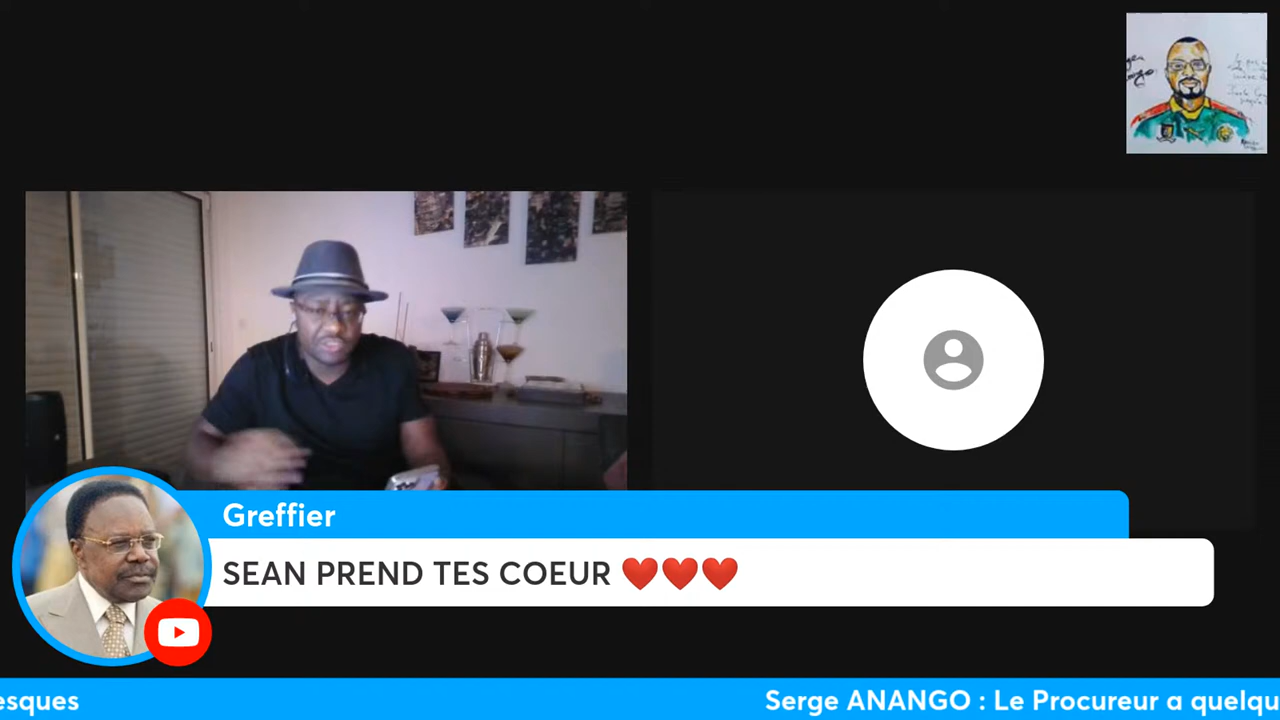 Greffier
SEAN PREND TES COEUR ❤️❤️❤️
esques
Serge ANANGO : Le Procureur a quelqu